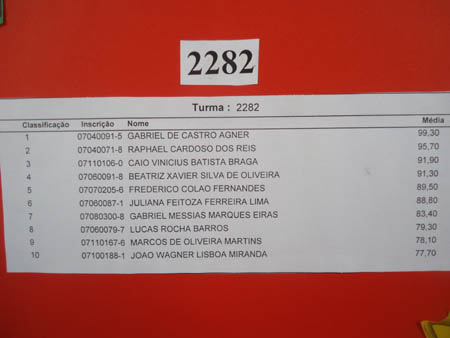 2282
Turma : 2282
Classificação Inscrição Nome Média
1 07040091-5 GABRIEL DE CASTRO AGNER 99,30
2 07040071-8 RAPHAEL CARDOSO DOS REIS 95,70
3 07110106-0 CAIO VINICIUS BATISTA BRAGA 91,90
4 07060091-8 BEATRIZ XAVIER SILVA DE OLIVEIRA 91,30
5 07070205-6 FREDERICO COLAO FERNANDES 89,50
6 07060087-1 JULIANA FEITOZA FERREIRA LIMA 88,80
7 07080300-8 GABRIEL MESSIAS MARQUES EIRAS 83,40
8 07060079-7 LUCAS ROCHA BARROS 79,30
9 07110167-6 MARCOS DE OLIVEIRA MARTINS 78,10
10 07100188-1 JOAO WAGNER LISBOA MIRANDA 77,70